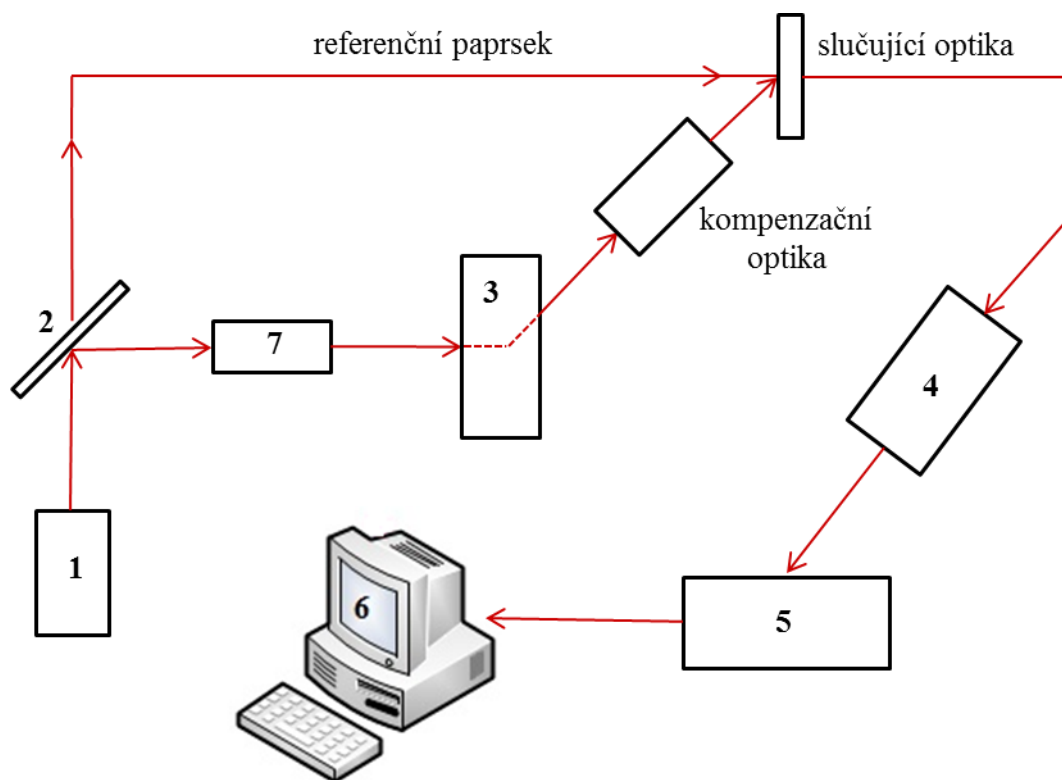 referenční paprsek
slučující optika
kompenzační
optika
2
3
7
4
1
6
5